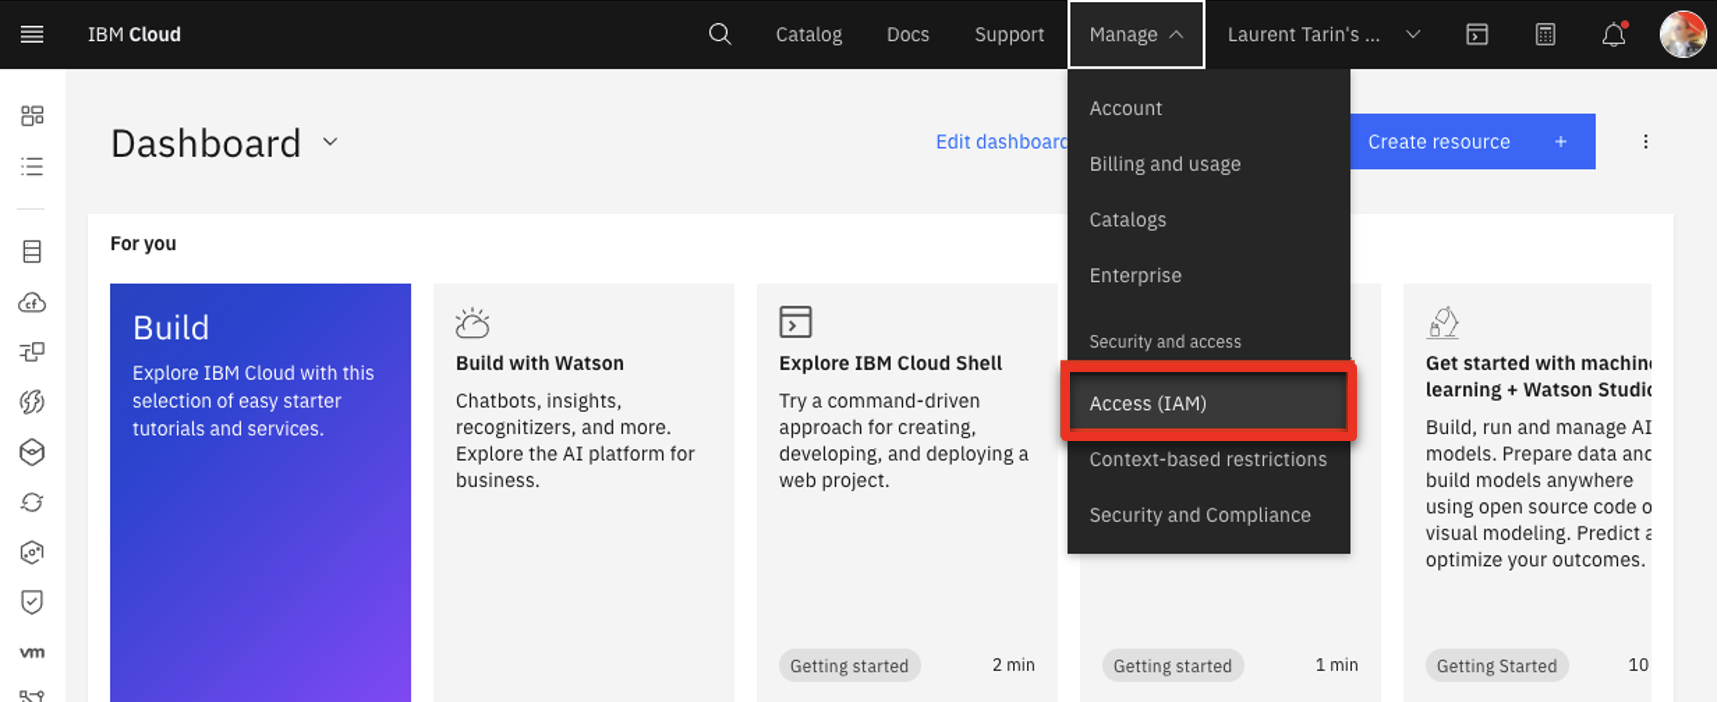 IBM Cloud
Catalog
Docs
Support
Manage
Laurent Tarin's ...
Dashboard
Edit dashboard
Create resource +
Account
Billing and usage
Catalogs
Enterprise
Security and access
Access (IAM)
Context-based restrictions
Security and Compliance
For you
Build
Explore IBM Cloud with this
selection of easy starter
tutorials and services.
Build with Watson
Chatbots, insights,
recognizers, and more.
Explore the AI platform for
business.
Explore IBM Cloud Shell
Try a command-driven
approach for creating,
developing, and deploying a
web project.
Getting started
2 min
Getting started
1 min
Get started with machine
learning + Watson Studio
Build, run and manage AI
models. Prepare data and
build models anywhere
using open source code o
visual modeling. Predict a
optimize your outcomes.
Getting Started
10
cf
vm